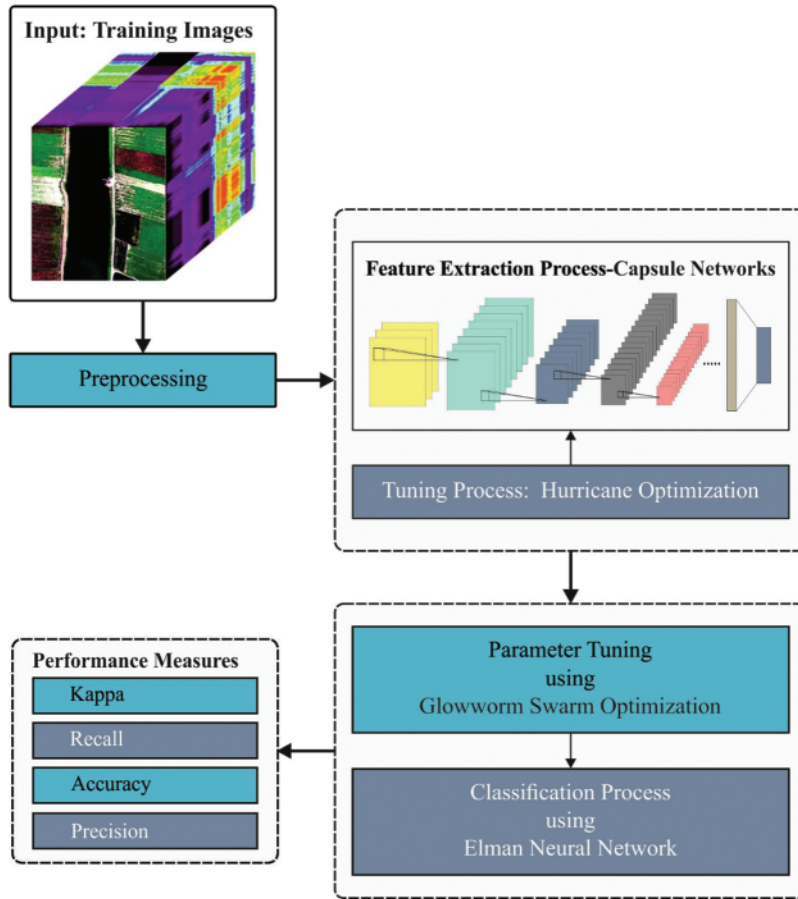 Input: Training Images
Preprocessing
Feature Extraction Process-Capsule Networks
Tuning Process: Hurricane Optimization
Parameter Tuning
using
Glowworm Swarm Optimization
Classification Process
using
Elman Neural Network
Performance Measures
Kappa
Recall
Accuracy
Precision